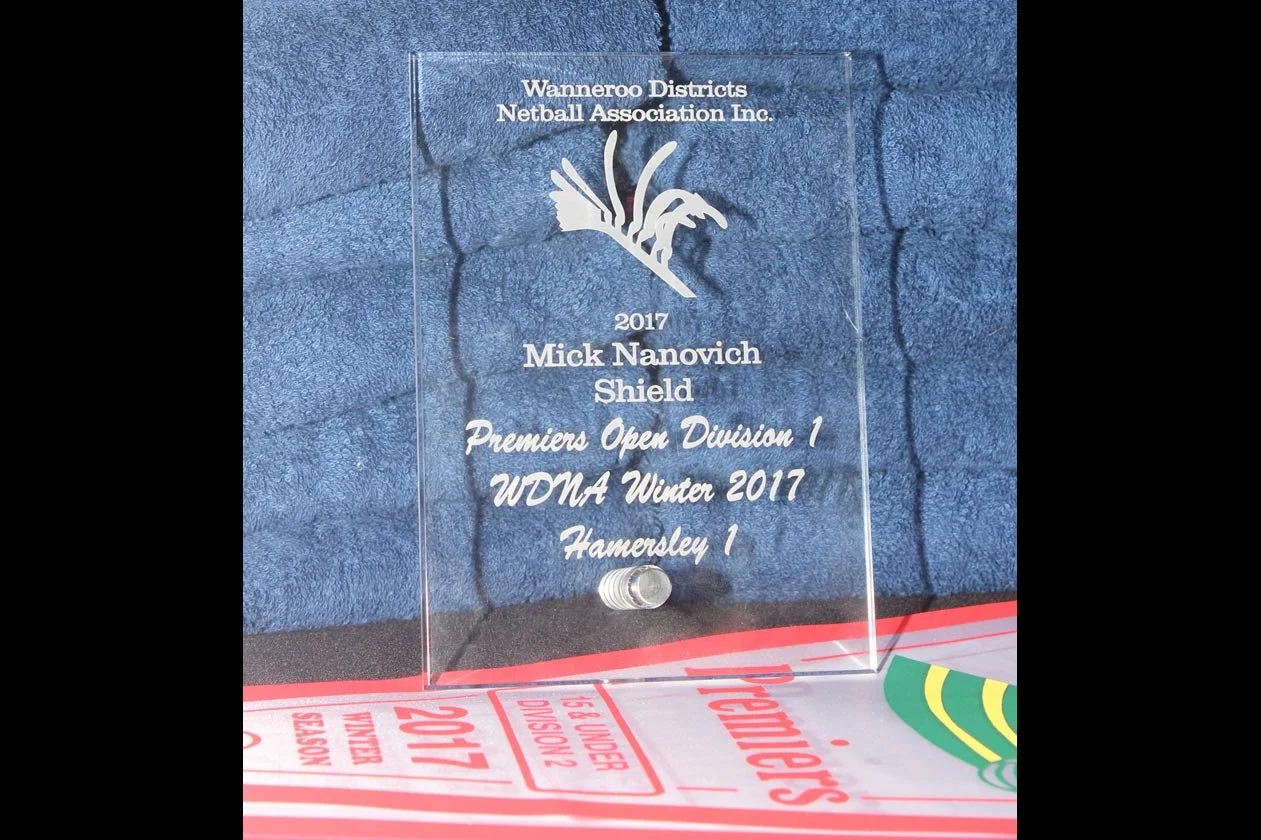 Wanneroo Districts
Netball Association Inc.
2017
Mick Nanovich
Shield
Premiers Open Division 1
WDNA Winter 2017
Hamersley 1
Premiers
15 & UNDER
DIVISION 2
2017
WINTER
SEASON